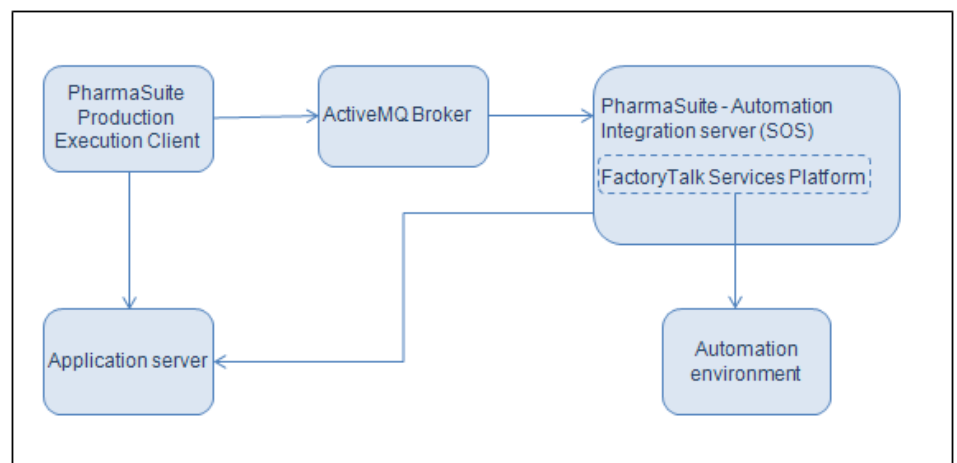 PharmaSuite
Production
Execution Client
ActiveMQ Broker
PharmaSuite - Automation
Integration server (SOS)
FactoryTalk Services Platform
Application server
Automation
environment